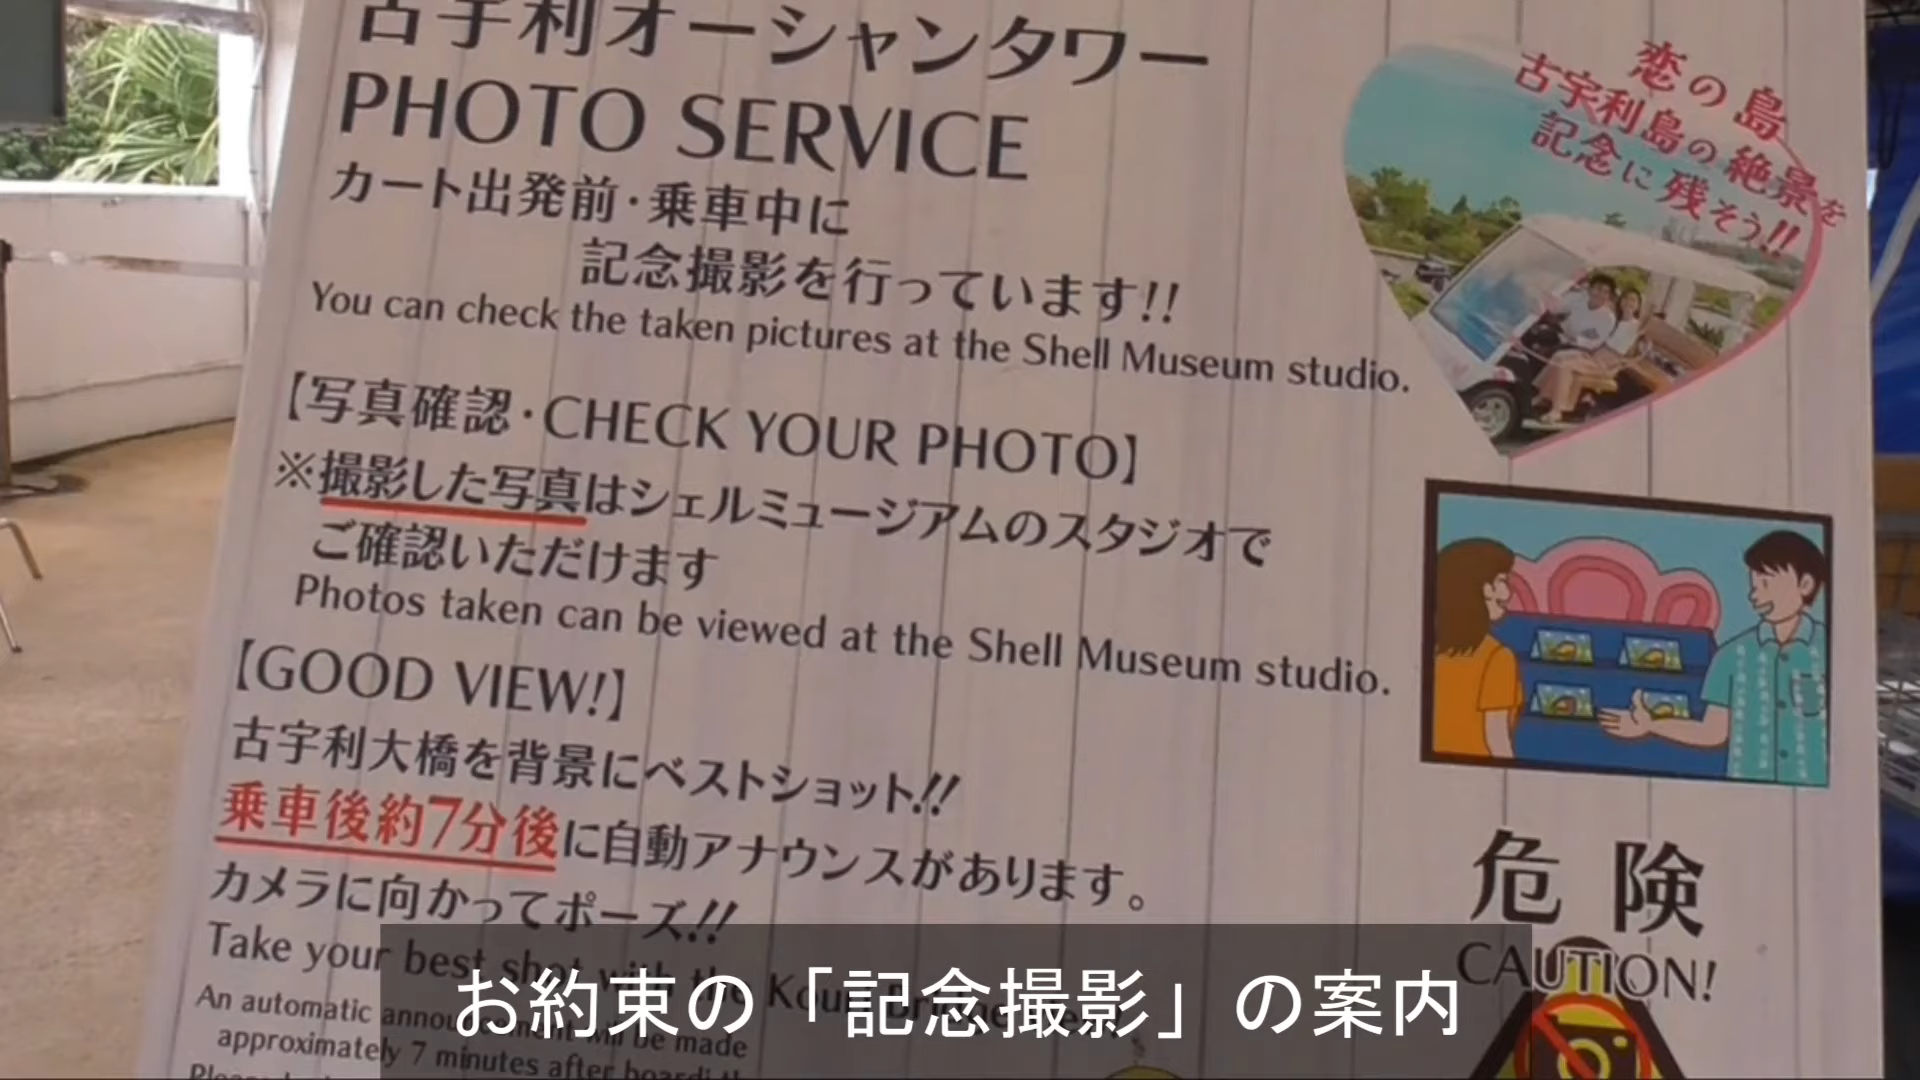 古宇利オーシャンタワー
PHOTO SERVICE
カート出発前・乗車中に
記念撮影を行っています!!
You can check the taken pictures at the Shell Museum studio.
【写真確認・CHECK YOUR PHOTO】
※撮影した写真はシェルミュージアムのスタジオで
ご確認いただけます
Photos taken can be viewed at the Shell Museum studio.
【GOOD VIEW!】
古宇利大橋を背景にベストショット!!
乗車後約7分後に自動アナウンスがあります。
カメラに向かってポーズ!!
Take your best shot with the Kouri
An automatic announcement will be made
approximately 7 minutes after
恋の島
古宇利島の絶景を
記念に残そう!!
危険
CAUTION!
お約束の「記念撮影」の案内